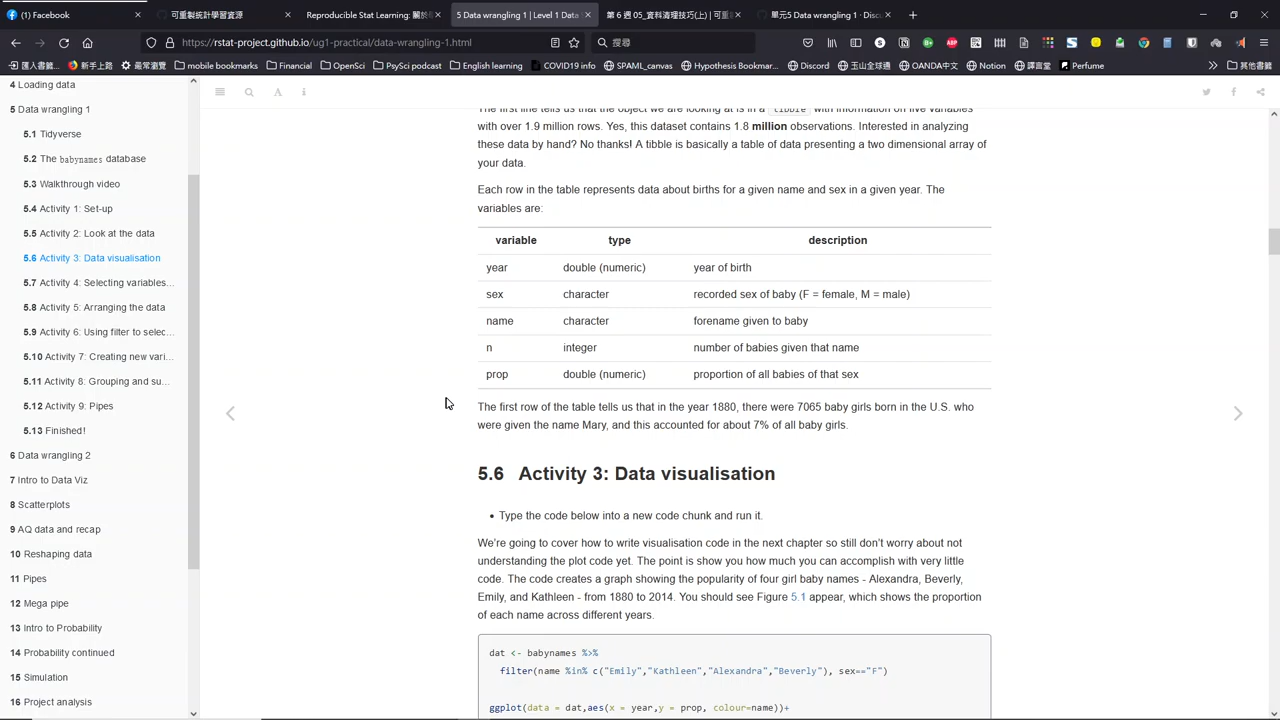 (1) Facebook
可重製統計學習資源
Reproducible Stat Learning: 關於
5 Data wrangling 1 | Level 1 Data
第 6 週 05_資料清理技巧(上) | 可重
單元5 Data wrangling 1 · Discu
https://rstat-project.github.io/ug1-practical/data-wrangling-1.html
搜尋
匯入書籤...
新手上路
最常瀏覽
mobile bookmarks
Financial
OpenSci
PsySci podcast
English learning
COVID19 info
SPAML_canvas
Hypothesis Bookmar...
Discord
玉山全球通
OANDA中文
Notion
譯言堂
Perfume
其他書籤
4 Loading data
5 Data wrangling 1
5.1 Tidyverse
5.2 The babynames database
5.3 Walkthrough video
5.4 Activity 1: Set-up
5.5 Activity 2: Look at the data
5.6 Activity 3: Data visualisation
5.7 Activity 4: Selecting variables...
5.8 Activity 5: Arranging the data
5.9 Activity 6: Using filter to selec...
5.10 Activity 7: Creating new vari...
5.11 Activity 8: Grouping and su...
5.12 Activity 9: Pipes
5.13 Finished!
6 Data wrangling 2
7 Intro to Data Viz
8 Scatterplots
9 AQ data and recap
10 Reshaping data
11 Pipes
12 Mega pipe
13 Intro to Probability
14 Probability continued
15 Simulation
16 Project analysis
The first line tells us that the object we are looking at is in a tibble with information on five variables
with over 1.9 million rows. Yes, this dataset contains 1.8 million observations. Interested in analyzing
these data by hand? No thanks! A tibble is basically a table of data presenting a two dimensional array of
your data.
Each row in the table represents data about births for a given name and sex in a given year. The
variables are:
variable type description
year double (numeric) year of birth
sex character recorded sex of baby (F = female, M = male)
name character forename given to baby
n integer number of babies given that name
prop double (numeric) proportion of all babies of that sex
The first row of the table tells us that in the year 1880, there were 7065 baby girls born in the U.S. who
were given the name Mary, and this accounted for about 7% of all baby girls.
5.6 Activity 3: Data visualisation
• Type the code below into a new code chunk and run it.
We're going to cover how to write visualisation code in the next chapter so still don't worry about not
understanding the plot code yet. The point is show you how much you can accomplish with very little
code. The code creates a graph showing the popularity of four girl baby names - Alexandra, Beverly,
Emily, and Kathleen - from 1880 to 2014. You should see Figure 5.1 appear, which shows the proportion
of each name across different years.
dat <- babynames %>%
filter(name %in% c("Emily","Kathleen","Alexandra","Beverly"), sex=="F")
ggplot(data = dat,aes(x = year,y = prop, colour=name))+